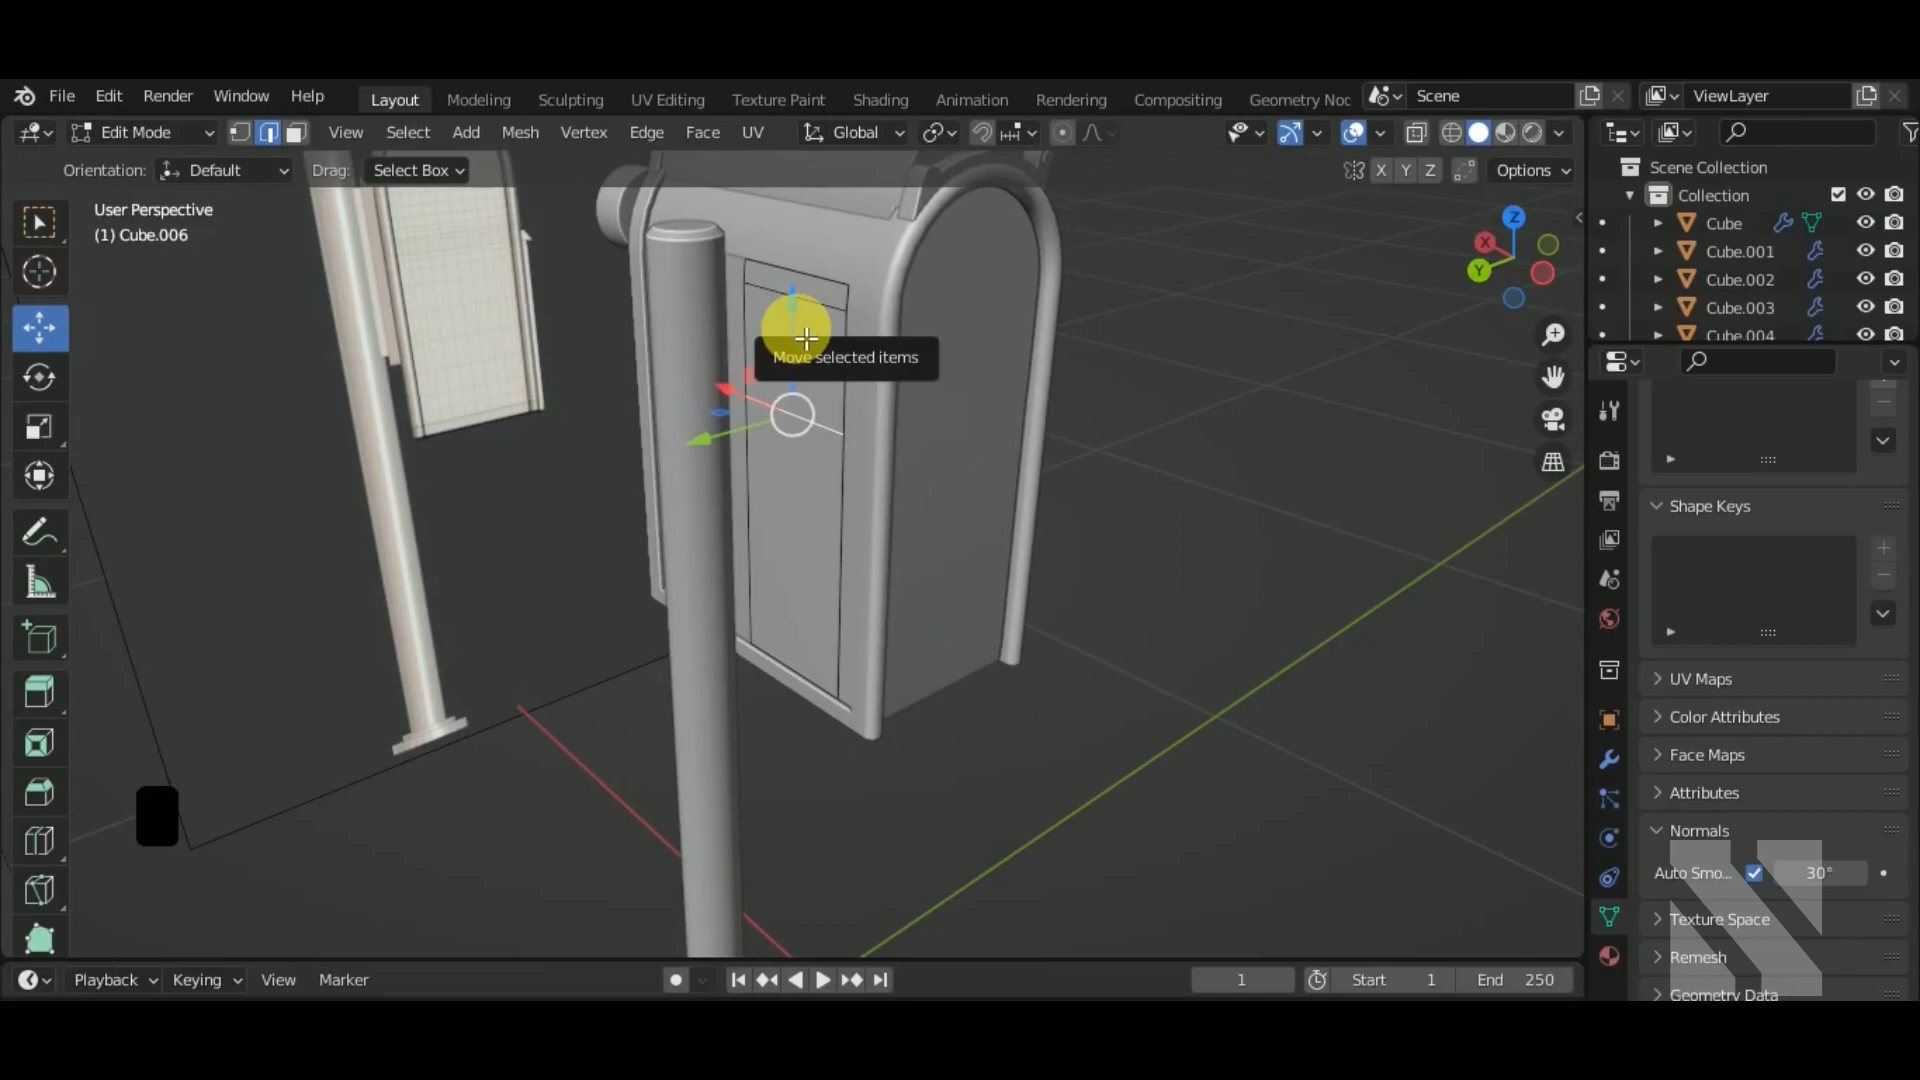 File Edit Render Window Help Layout Modeling Sculpting UV Editing Texture Paint Shading Animation Rendering Compositing Geometry Noc Scene ViewLayer
Edit Mode View Select Add Mesh Vertex Edge Face UV Global
Orientation: Default Drag: Select Box X Y Z Options
Scene Collection
Collection
Cube
Cube.001
Cube.002
Cube.003
Cube.004
User Perspective
(1) Cube.006
Z
X
Y
Move selected items
Shape Keys
UV Maps
Color Attributes
Face Maps
Attributes
Normals
Auto Smo... 30°
Texture Space
Remesh
Geometry Data
Playback Keying View Marker 1 Start 1 End 250